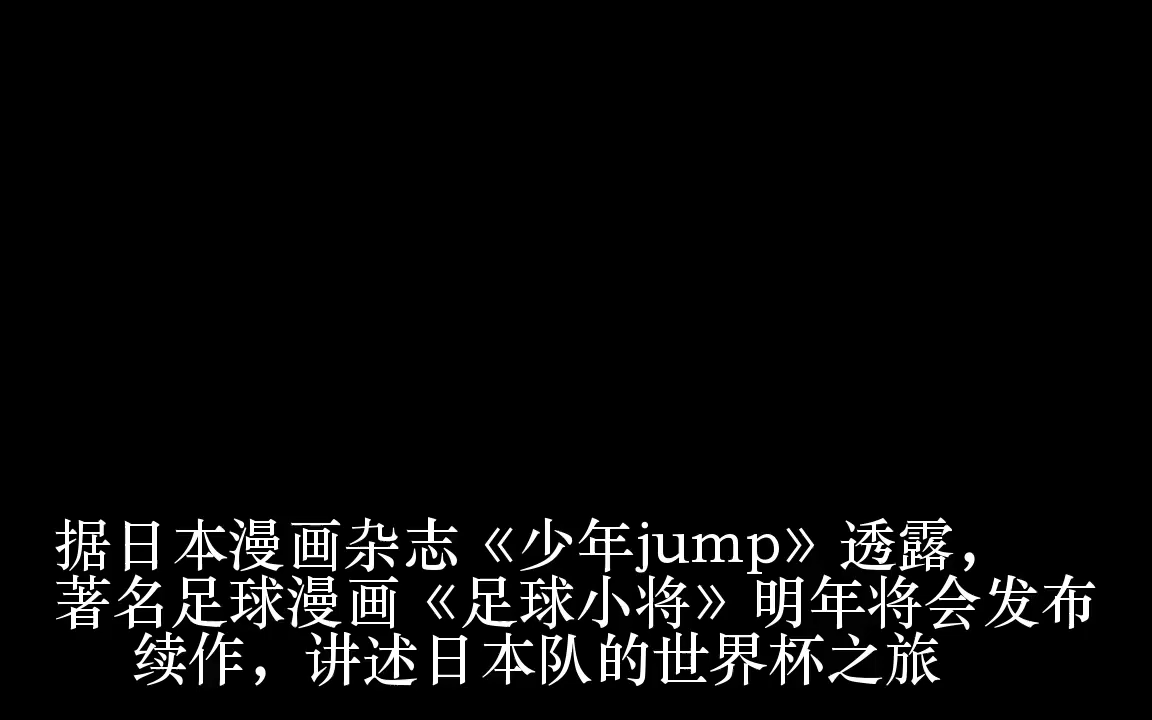 据日本漫画杂志《少年jump》透露，
著名足球漫画《足球小将》明年将会发布
续作，讲述日本队的世界杯之旅